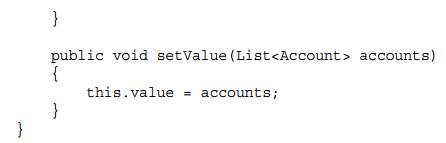 }

    public void setValue(List<Account> accounts)
    {
        this.value = accounts;
    }
}